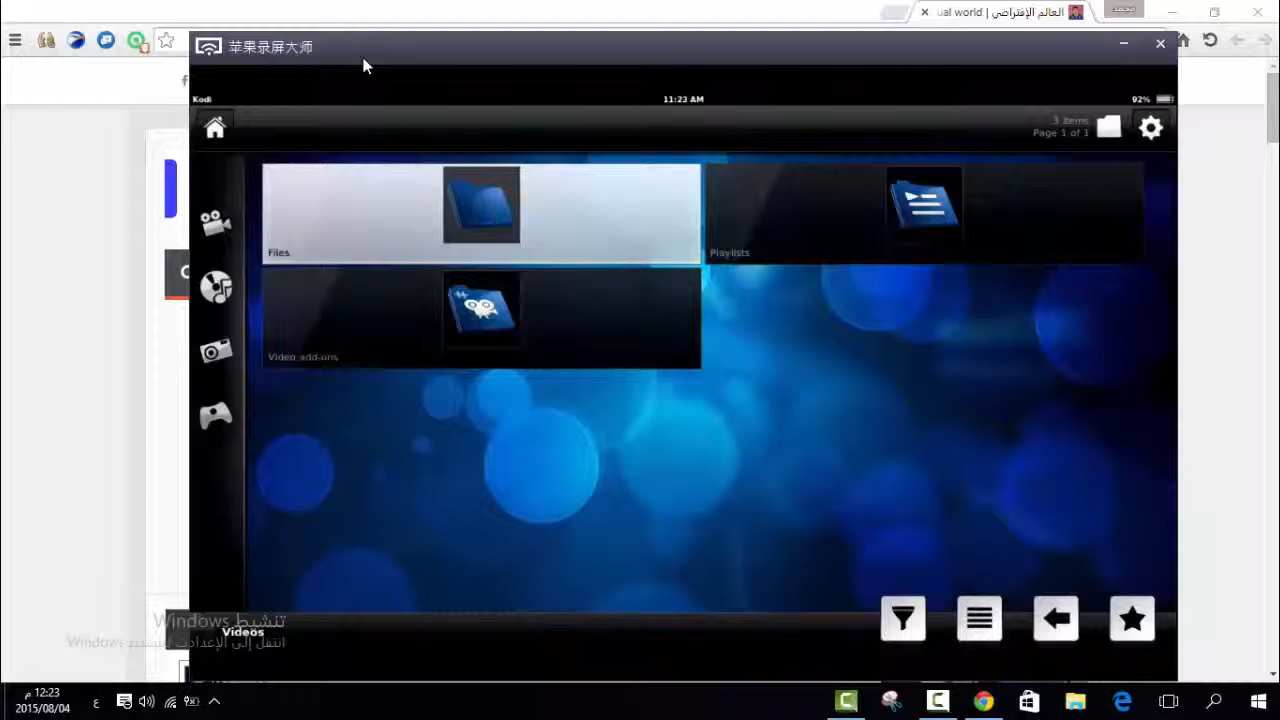 ual world | العالم الإفتراضي
محمد
苹果录屏大师
f
Kodi
11:23 AM
92%
3 items
Page 1 of 1
Files
Playlists
Video add-ons
تنشيط Windows
انتقل إلى الإعدادات لتنشيط Windows
Videos
12:23 م
2015/08/04
ع